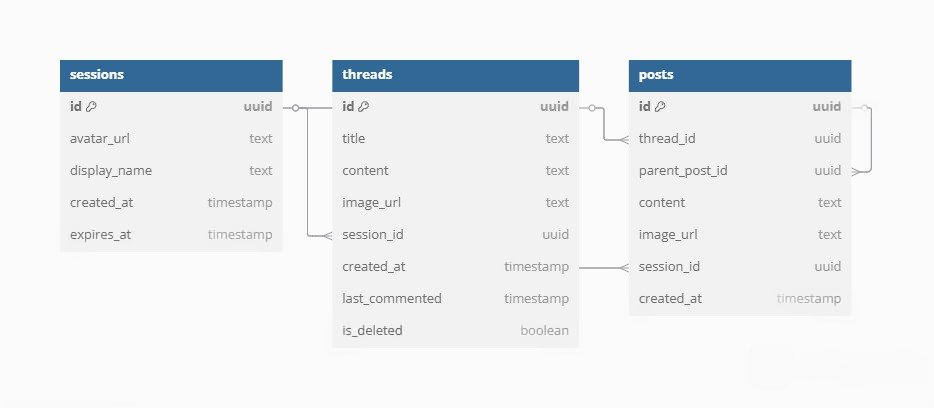 sessions
id uuid
avatar_url text
display_name text
created_at timestamp
expires_at timestamp
threads
id uuid
title text
content text
image_url text
session_id uuid
created_at timestamp
last_commented timestamp
is_deleted boolean
posts
id uuid
thread_id uuid
parent_post_id uuid
content text
image_url text
session_id uuid
created_at timestamp